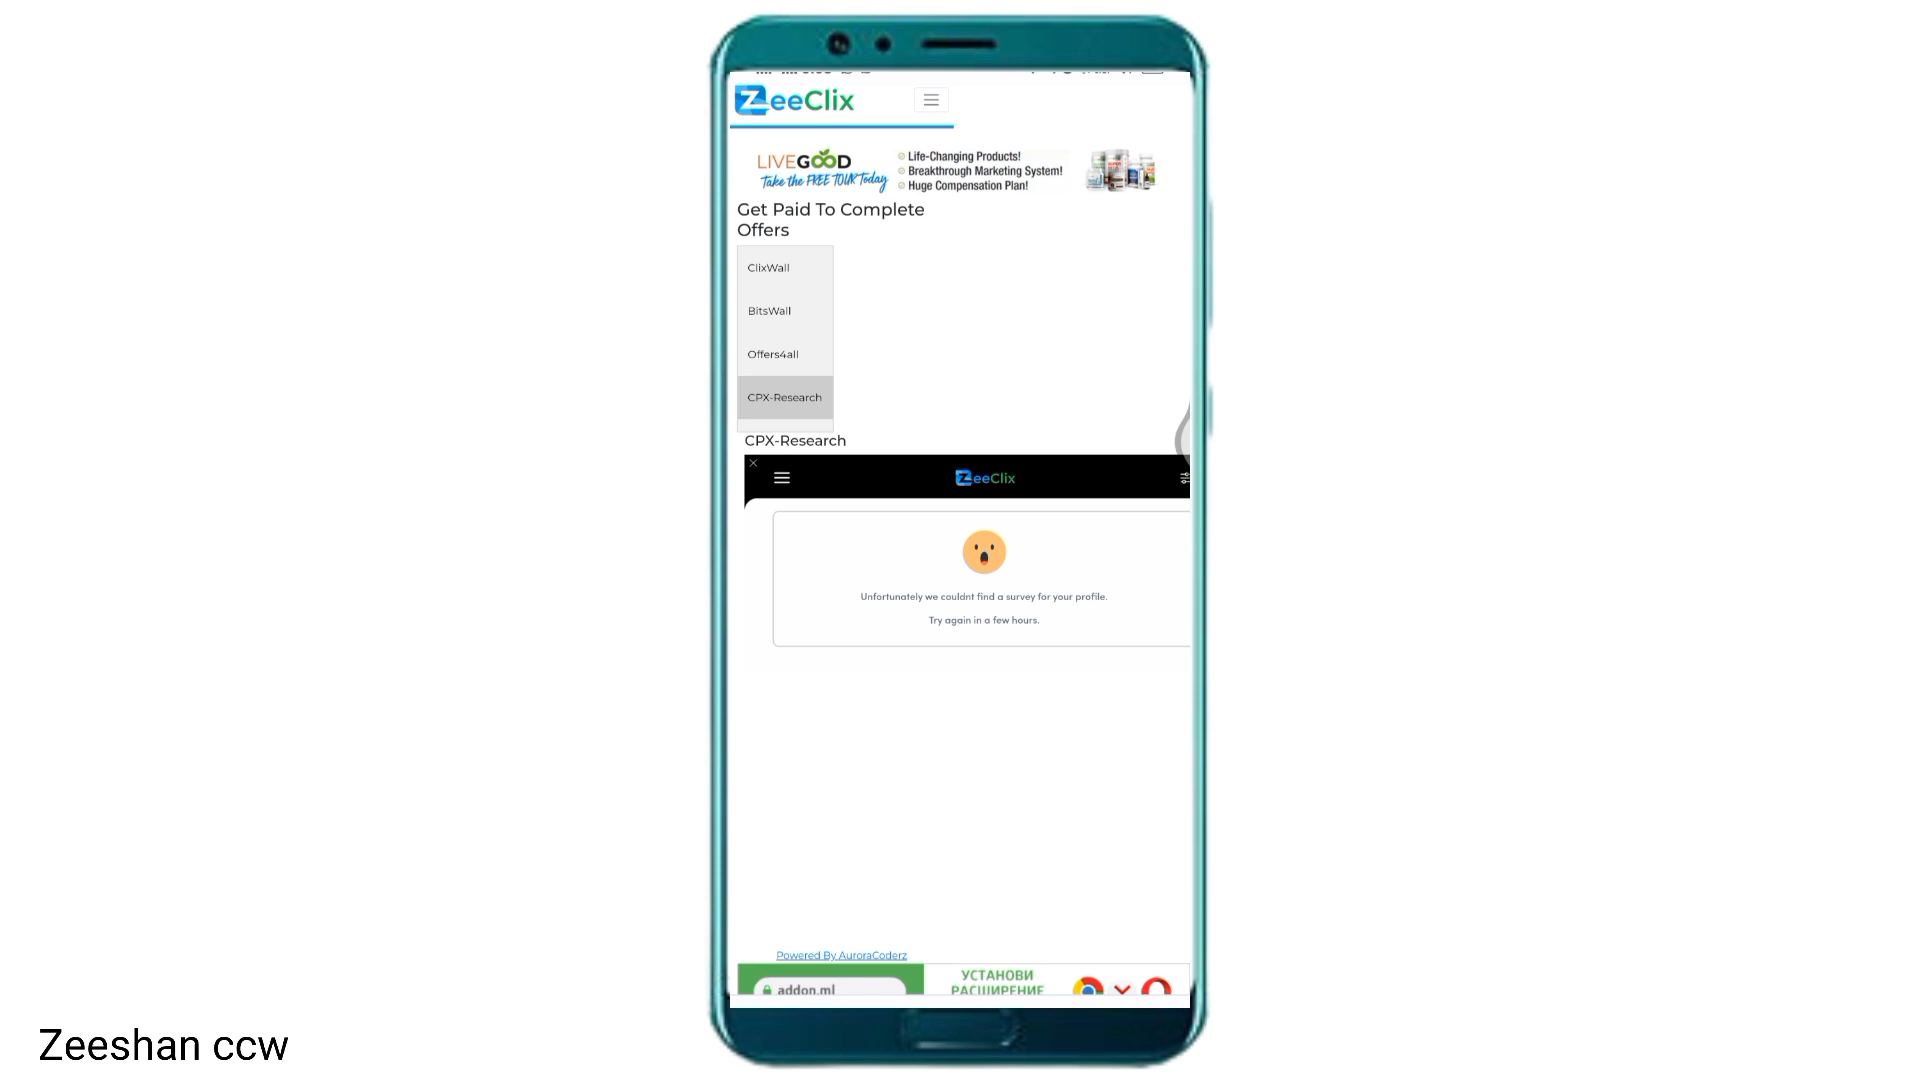 ZeeClix
LIVEGOOD
Take the FREE TOUR Today
Life-Changing Products!
Breakthrough Marketing System!
Huge Compensation Plan!
Get Paid To Complete
Offers
ClixWall
BitsWall
Offers4all
CPX-Research
CPX-Research
ZeeClix
Unfortunately we couldnt find a survey for your profile.
Try again in a few hours.
Powered By AuroraCoderz
addon.ml
УСТАНОВИ
РАСШИРЕНИЕ
Zeeshan ccw